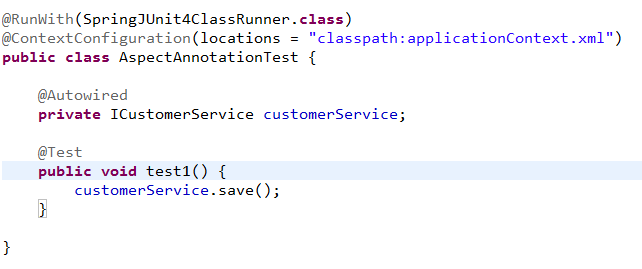 @RunWith(SpringJUnit4ClassRunner.class)
@ContextConfiguration(locations = "classpath:applicationContext.xml")
public class AspectAnnotationTest {
@Autowired
private ICustomerService customerService;
@Test
public void test1() {
customerService.save();
}
}